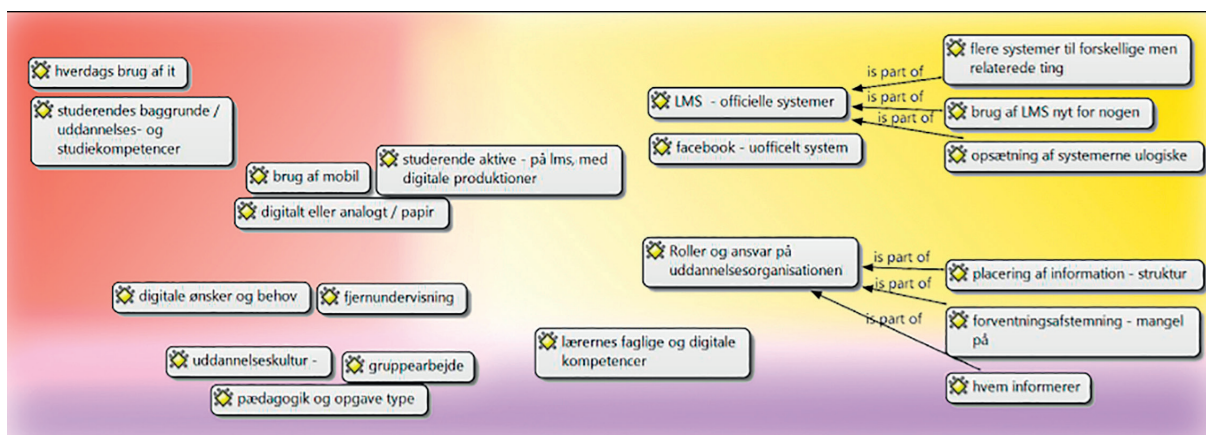 hverdags brug af it
studerendes baggrunde /
uddannelses- og
studiekompetencer
brug af mobil
studerende aktive - på lms, med
digitale produktioner
digitalt eller analogt / papir
digitale ønsker og behov
fjernundervisning
uddannelseskultur -
gruppearbejde
pædagogik og opgave type
lærernes faglige og digitale
kompetencer
LMS - officielle systemer
facebook - uofficelt system
is part of
is part of
is part of
flere systemer til forskellige men
relaterede ting
brug af LMS nyt for nogen
opsætning af systemerne ulogiske
Roller og ansvar på
uddannelsesorganisationen
is part of
is part of
is part of
placering af information - struktur
forventningsafstemning - mangel
på
hvem informerer